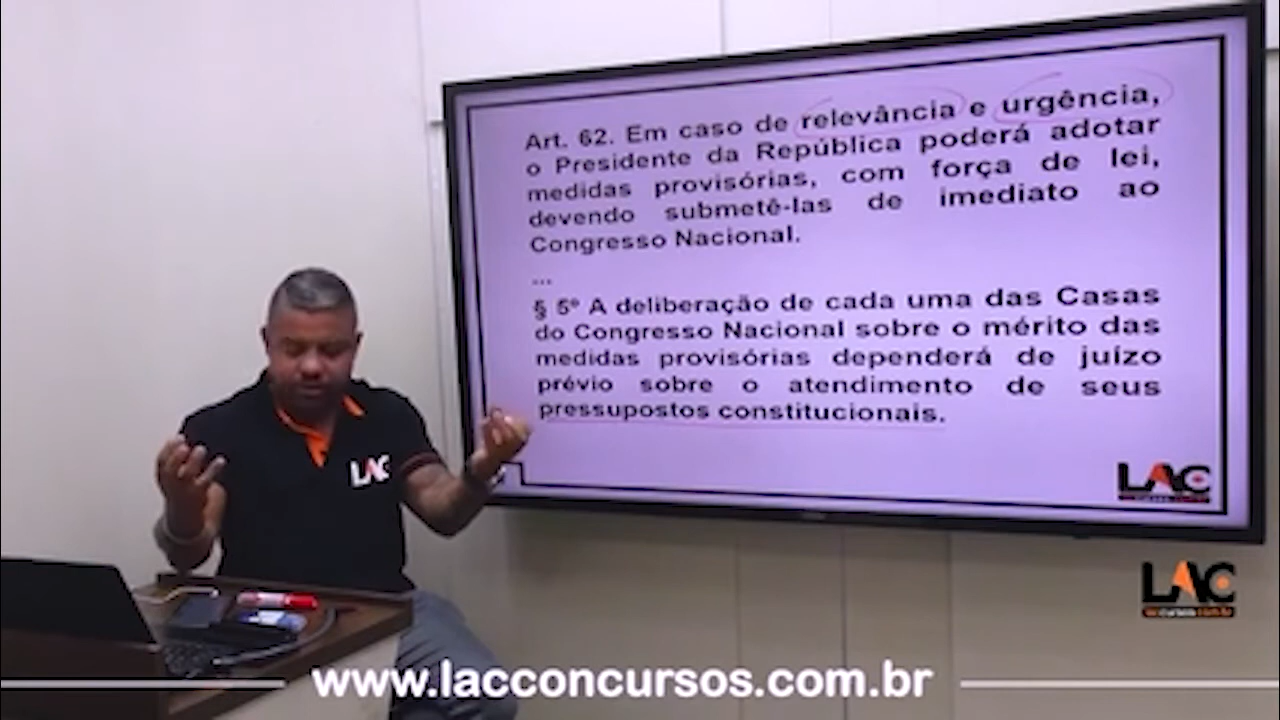 Art. 62. Em caso de relevância e urgência,
o Presidente da República poderá adotar
medidas provisórias, com força de lei,
devendo submetê-las de imediato ao
Congresso Nacional.
...
§ 5º A deliberação de cada uma das Casas
do Congresso Nacional sobre o mérito das
medidas provisórias dependerá de juízo
prévio sobre o atendimento de seus
pressupostos constitucionais.
LAC
LAC
LAC
www.lacconcursos.com.br